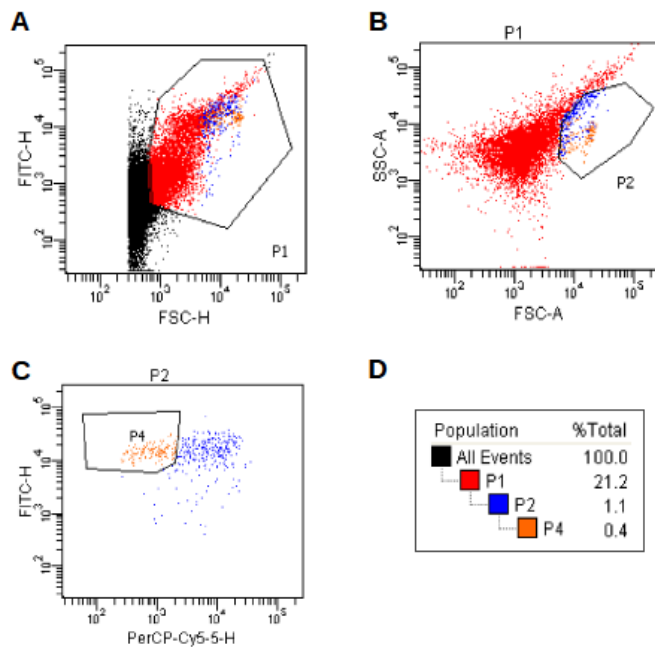 A
FITC-H
10^5
10^4
10^3
10^2
10^2 10^3 10^4 10^5
FSC-H
P1
B
P1
SSC-A
10^5
10^4
10^3
10^2
10^2 10^3 10^4 10^5
FSC-A
P2
C
P2
FITC-H
10^5
10^4
10^3
10^2
P4
10^2 10^3 10^4 10^5
PerCP-Cy5-5-H
D
Population %Total
All Events 100.0
P1 21.2
P2 1.1
P4 0.4